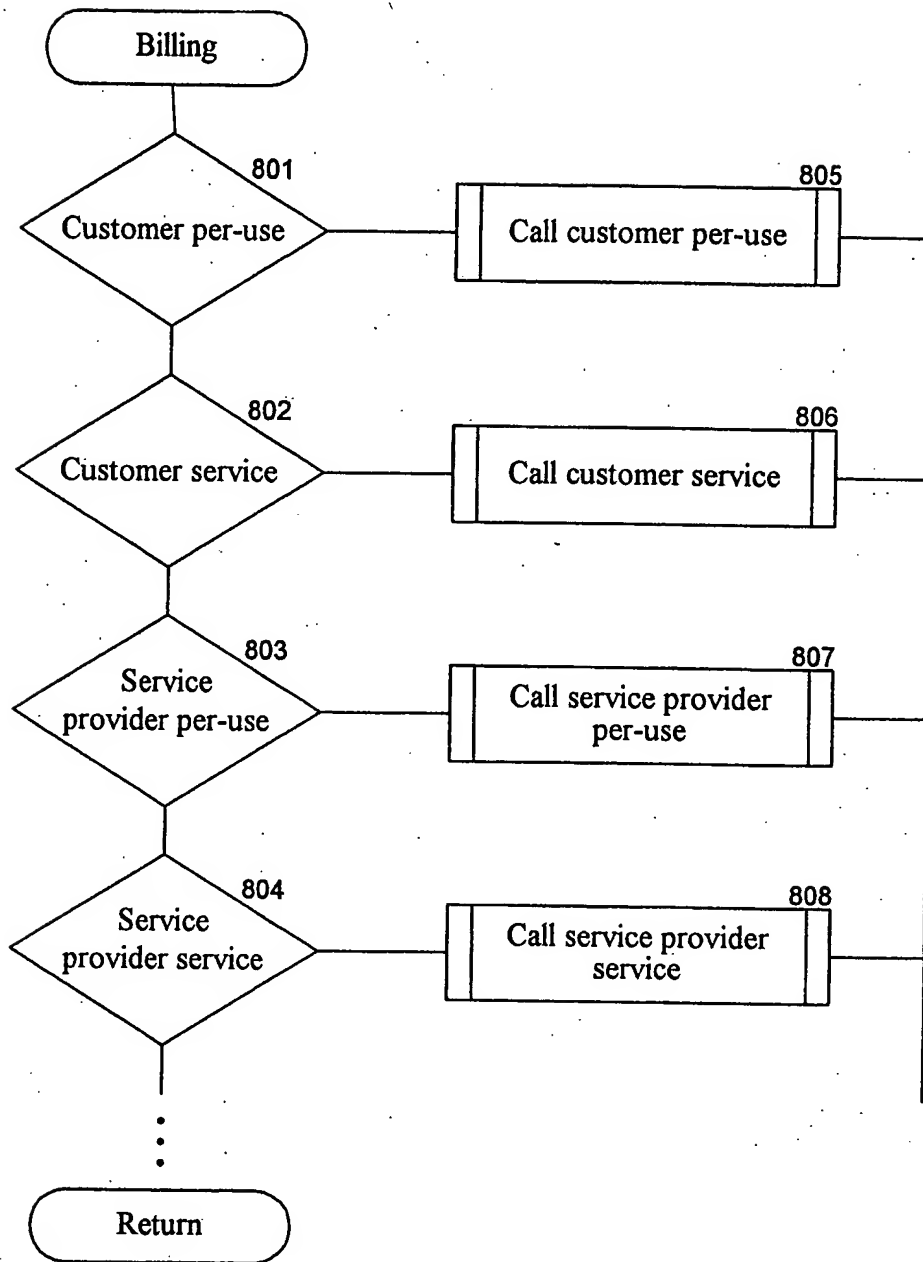 Billing
801
Customer per-use
805
Call customer per-use
802
Customer service
806
Call customer service
803
Service
provider per-use
807
Call service provider
per-use
804
Service
provider service
808
Call service provider
service
Return